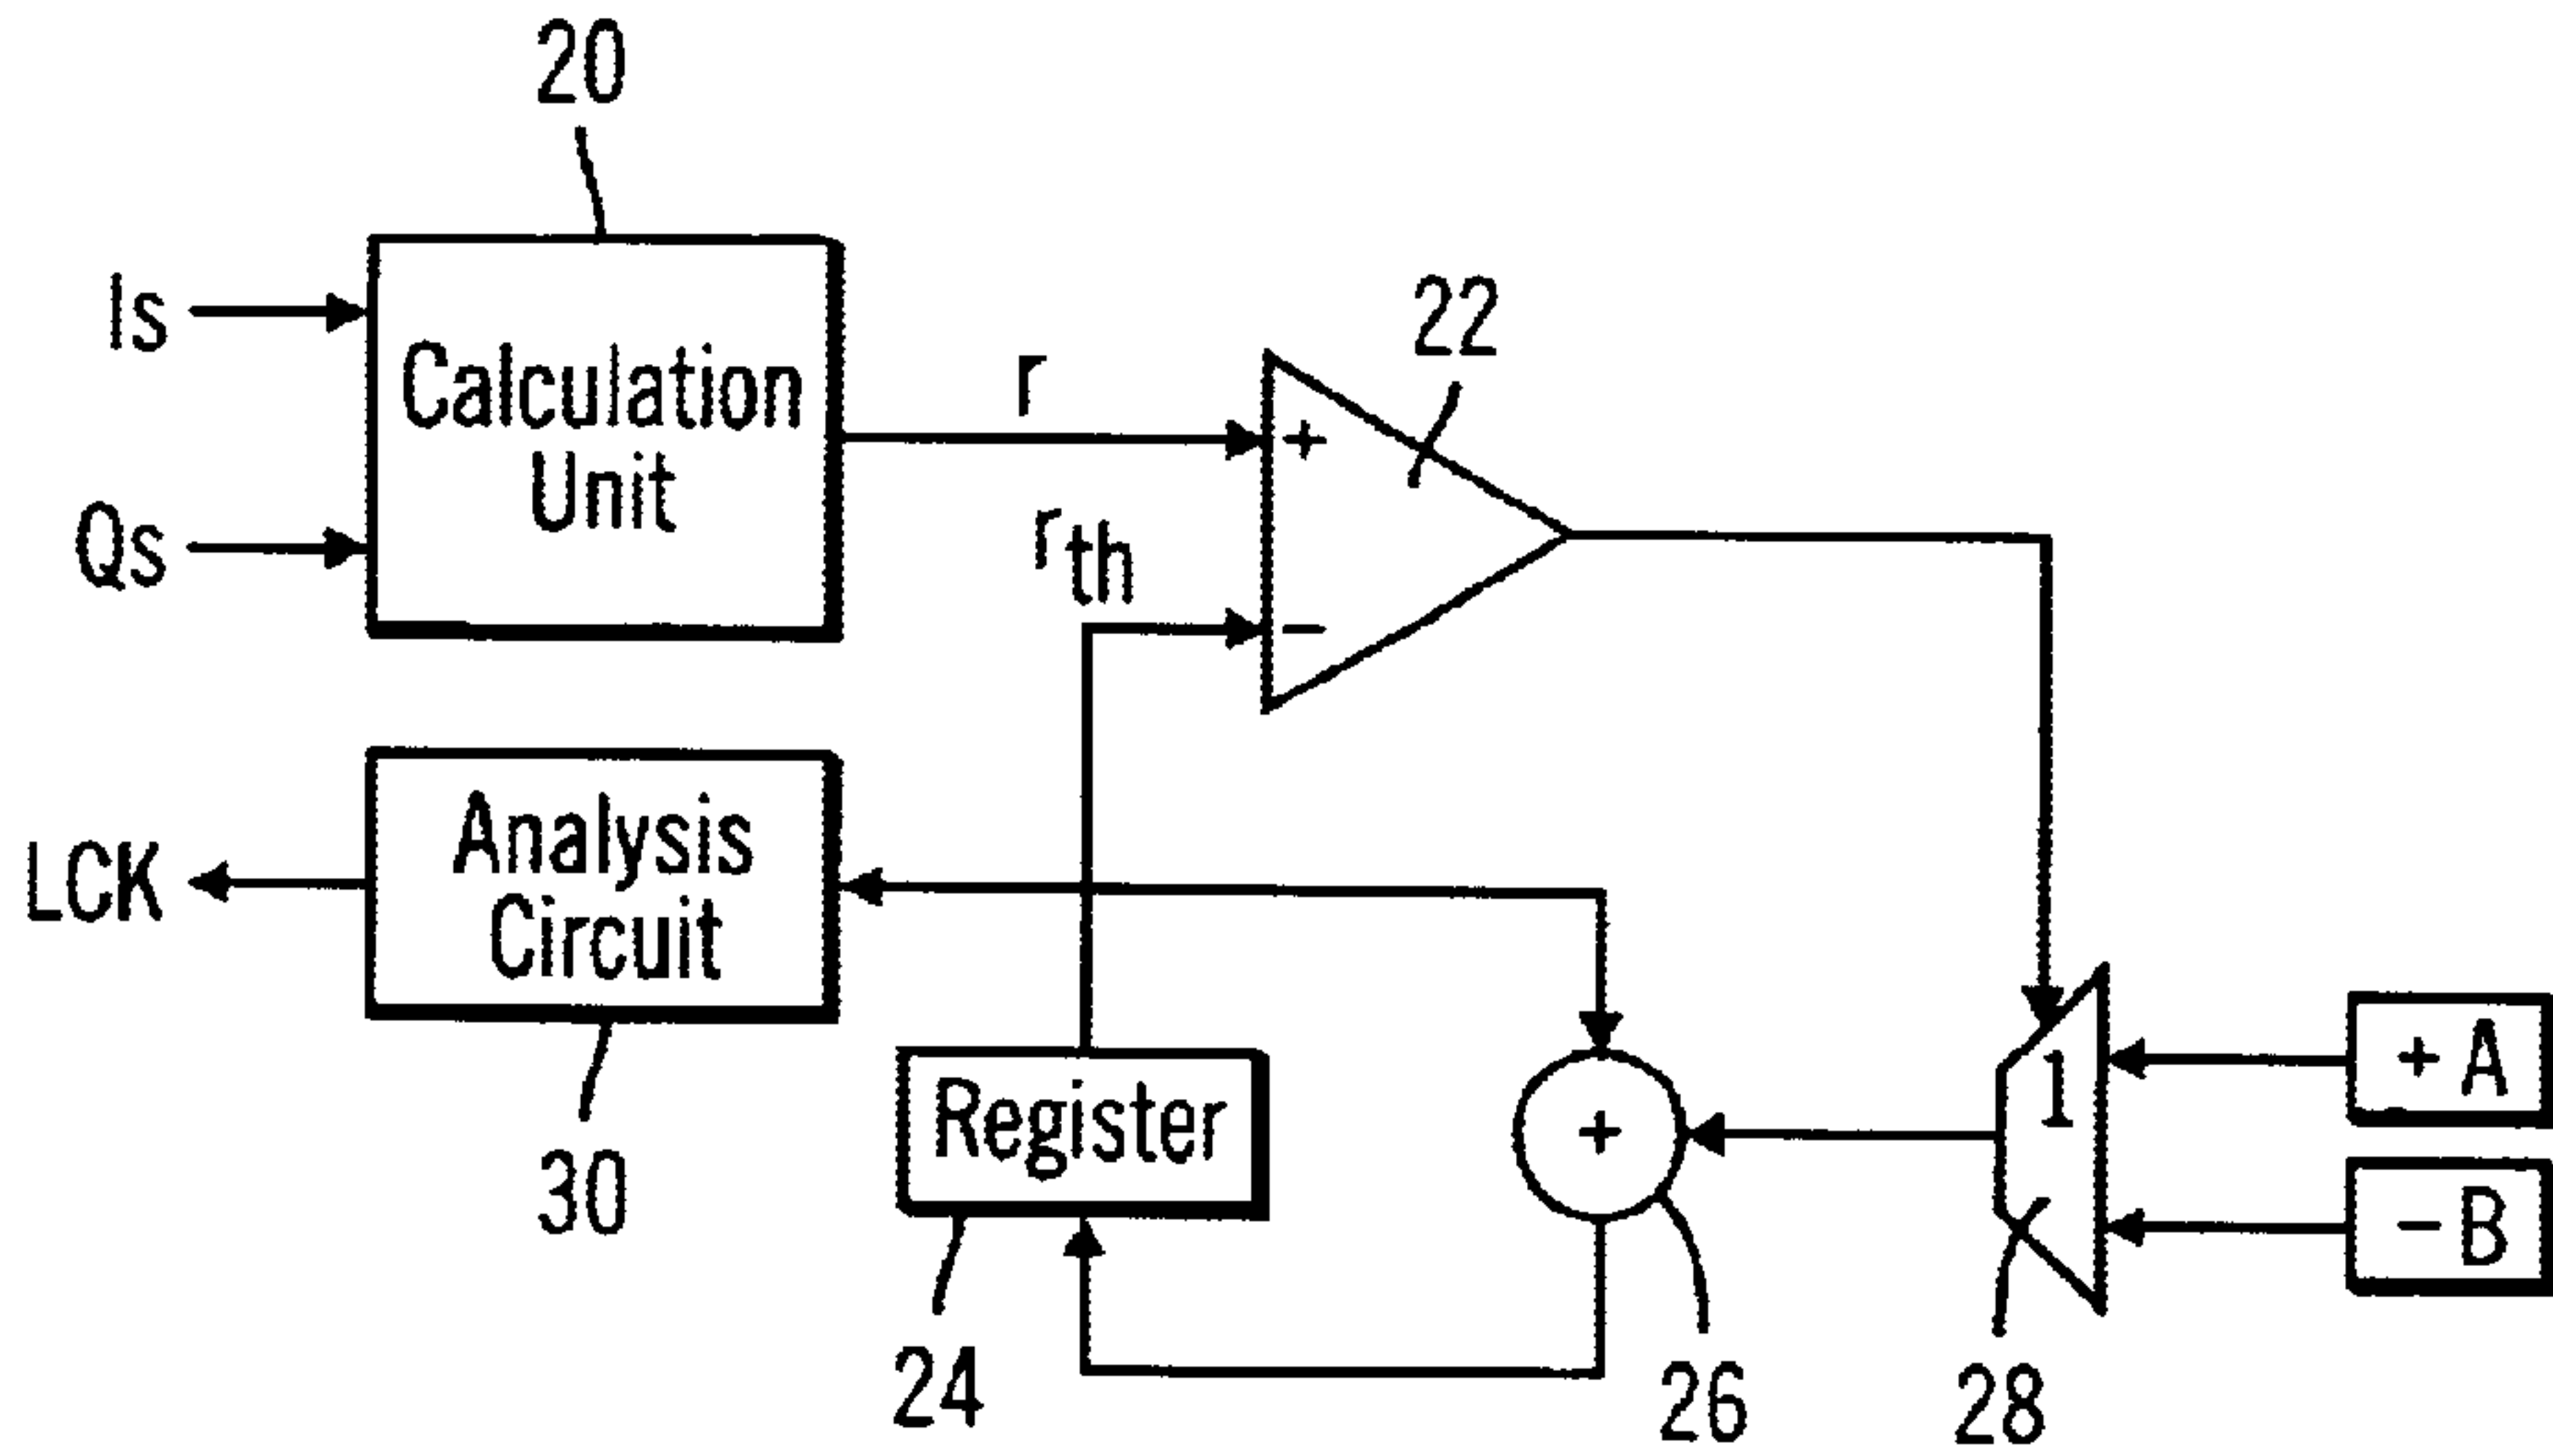 20
Is
Calculation
Unit
Qs
r
22
+
rth
−
Analysis
Circuit
LCK
30
Register
24
+
26
1
28
+ A
− B